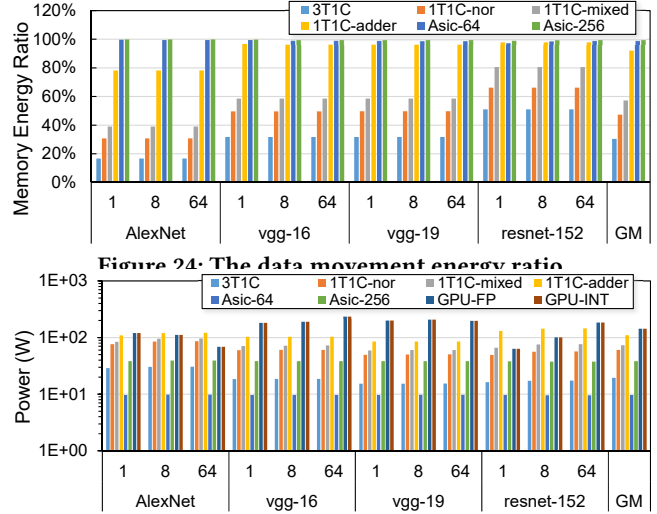 3T1C 1T1C-nor 1T1C-mixed
1T1C-adder Asic-64 Asic-256
Memory Energy Ratio
120%
100%
80%
60%
40%
20%
0%
1 8 64 1 8 64 1 8 64 1 8 64
AlexNet vgg-16 vgg-19 resnet-152 GM
Figure 24: The data movement energy ratio
3T1C 1T1C-nor 1T1C-mixed 1T1C-adder
Asic-64 Asic-256 GPU-FP GPU-INT
Power (W)
1E+03
1E+02
1E+01
1E+00
1 8 64 1 8 64 1 8 64 1 8 64
AlexNet vgg-16 vgg-19 resnet-152 GM